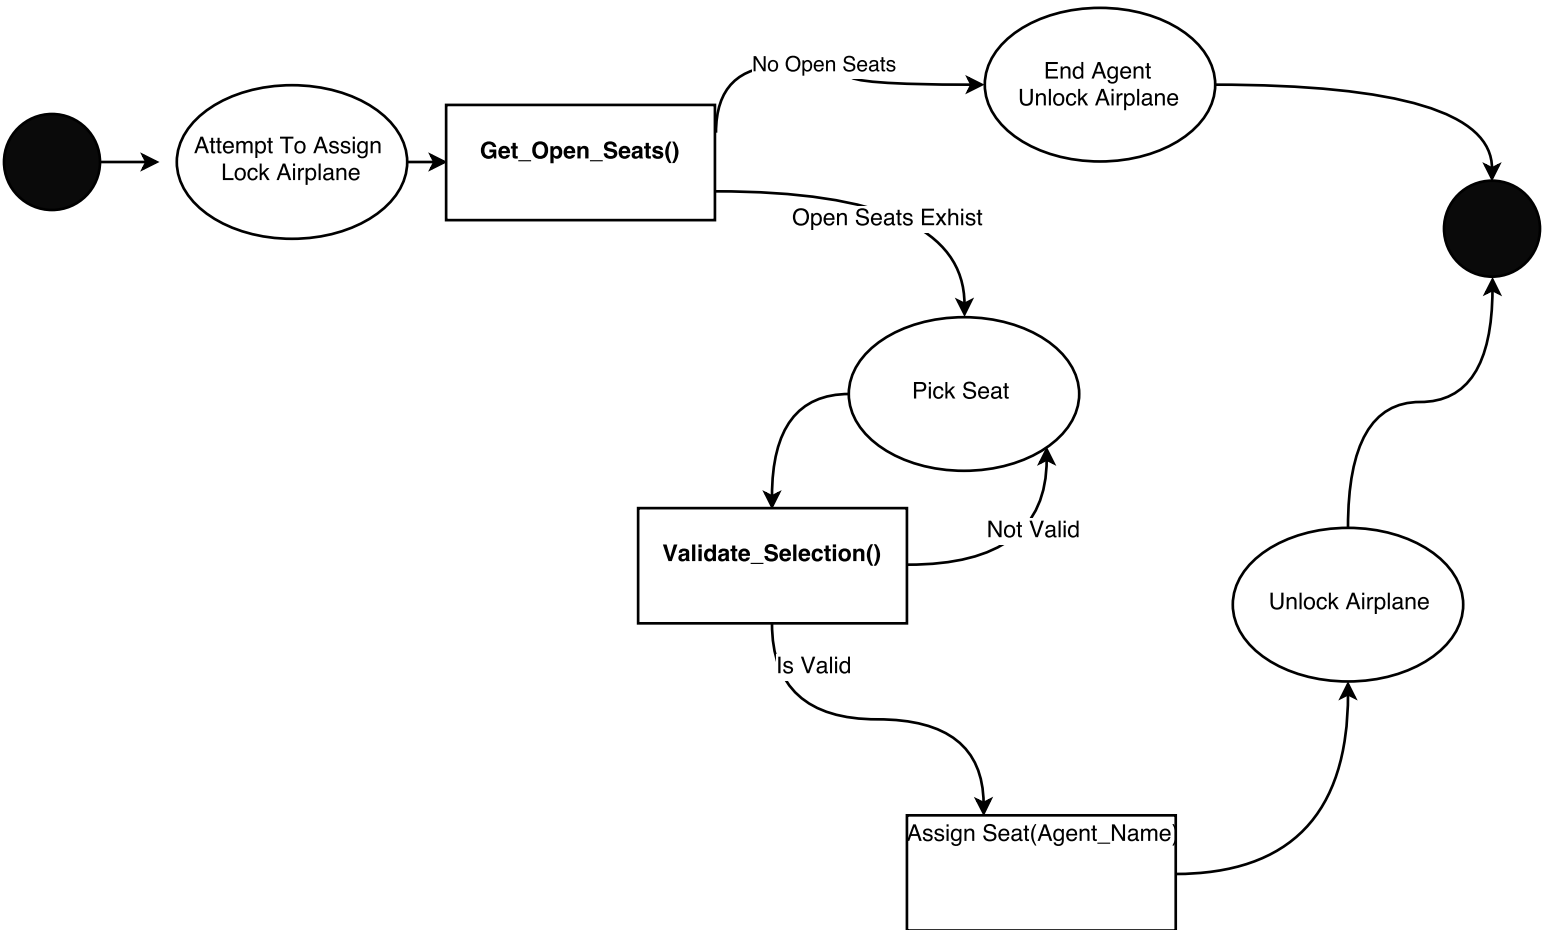 No Open Seats
End Agent
Unlock Airplane
Attempt To Assign
Lock Airplane
Get_Open_Seats()
Open Seats Exhist
Pick Seat
Not Valid
Validate_Selection()
Unlock Airplane
Is Valid
Assign Seat(Agent_Name)